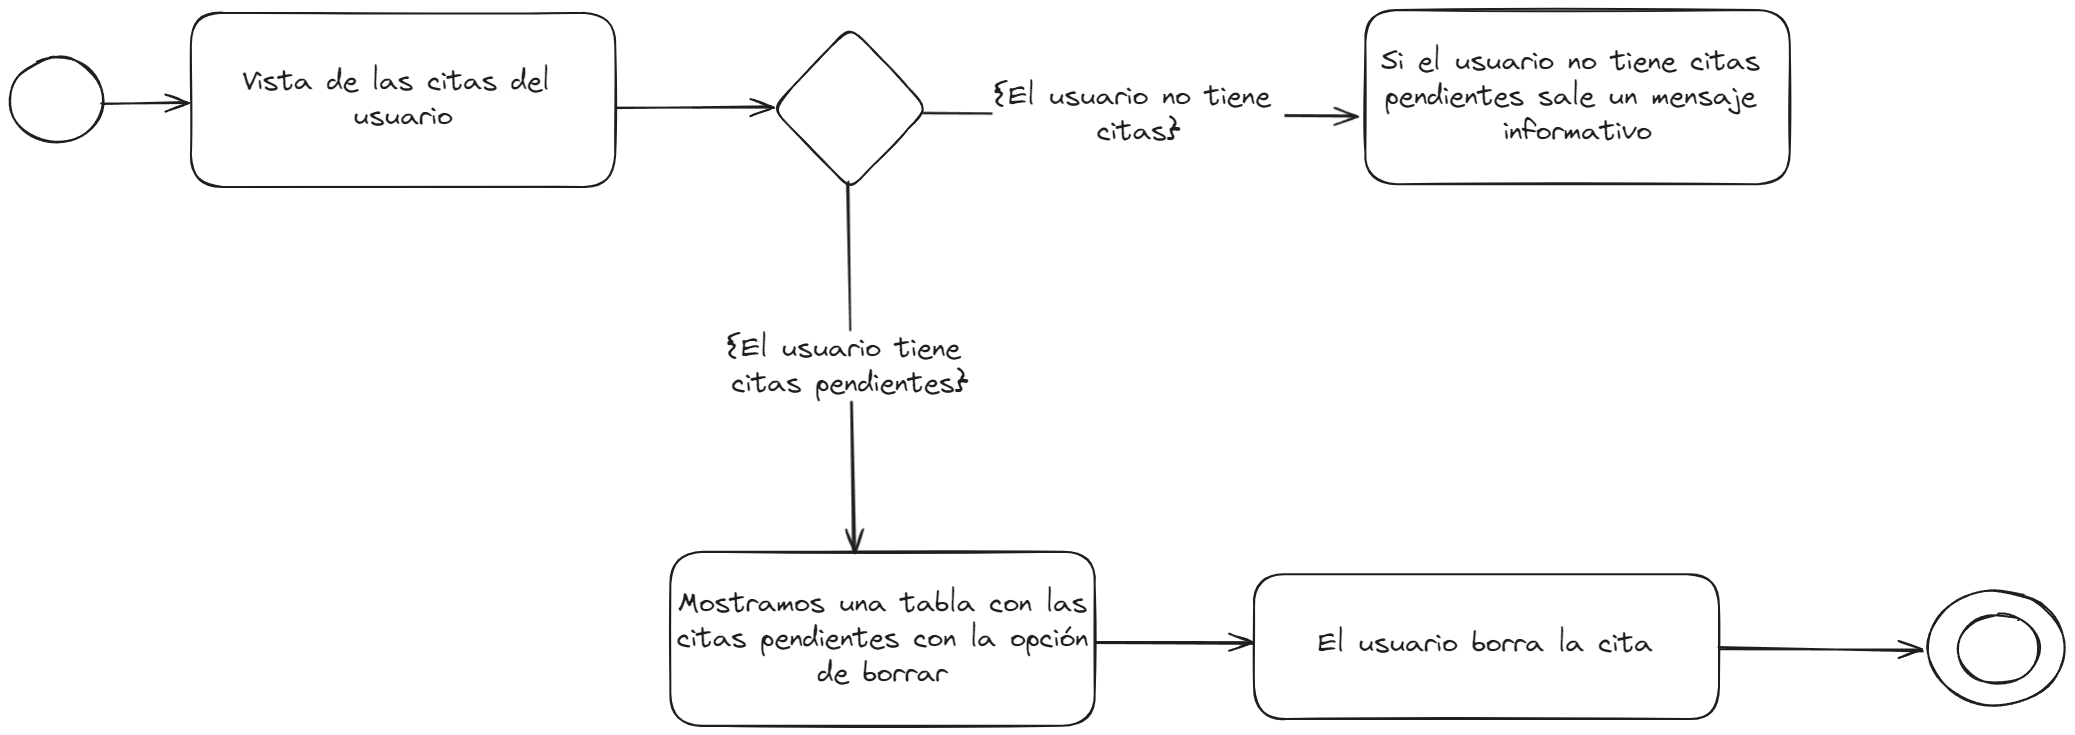 Vista de las citas del
usuario
{El usuario no tiene
citas}
Si el usuario no tiene citas
pendientes sale un mensaje
informativo
{El usuario tiene
citas pendientes}
Mostramos una tabla con las
citas pendientes con la opción
de borrar
El usuario borra la cita